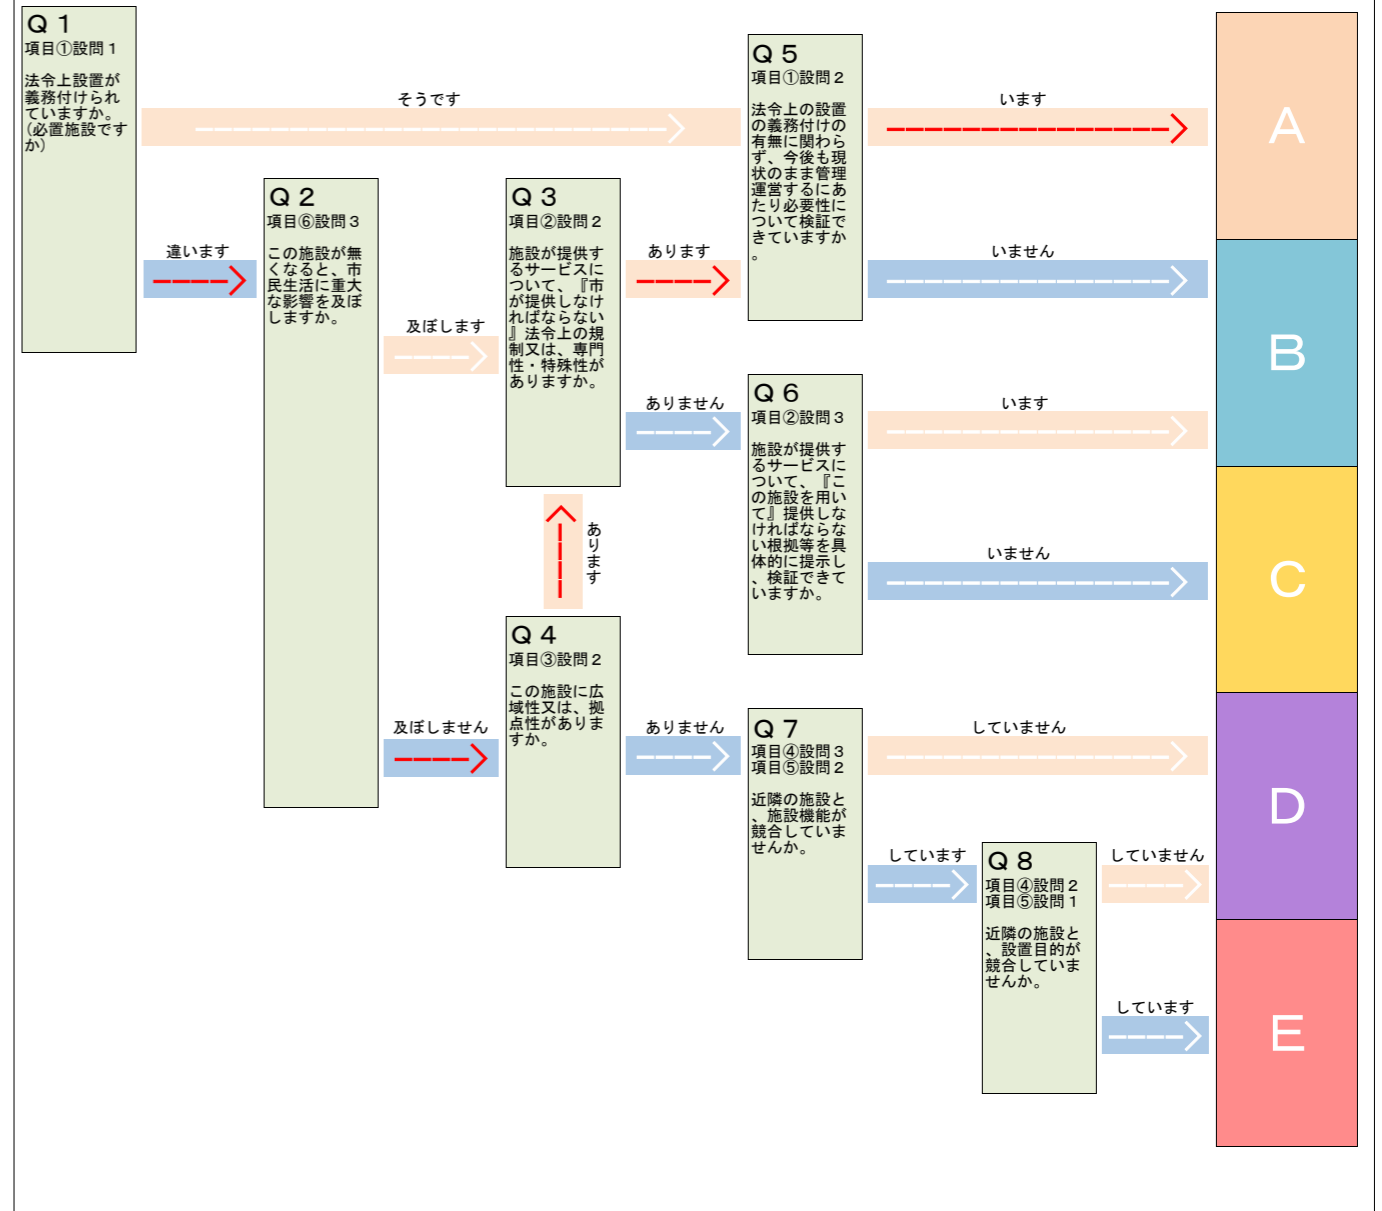 Ｑ１
項目①設問１
法令上設置が
義務付けられ
ていますか。
（必置施設です
か）
そうです
違います
Ｑ２
項目⑥設問３
この施設が無
くなると、市
民生活に重大
な影響を及ぼ
しますか。
及ぼします
及ぼしません
Ｑ３
項目②設問２
施設が提供す
るサービスに
ついて、『市
が提供しなけ
ればならない
』法令上の規
制又は、専門
性・特殊性が
ありますか。
あります
ありません
あります
Ｑ４
項目③設問２
この施設に広
域性又は、拠
点性がありま
すか。
ありません
Ｑ５
項目①設問２
法令上の設置
の義務付けの
有無に関わら
ず、今後も現
状のまま管理
運営するにあ
たり必要性に
ついて検証で
きていますか
。
います
いません
Ｑ６
項目②設問３
施設が提供す
るサービスに
ついて、『こ
の施設を用い
て』提供しな
ければならな
い根拠等を具
体的に提示し
、検証できて
いますか。
います
いません
Ｑ７
項目④設問３
項目⑤設問２
近隣の施設と
、施設機能が
競合していま
せんか。
していません
しています
Ｑ８
項目④設問２
項目⑤設問１
近隣の施設と
、設置目的が
競合していま
せんか。
していません
しています
A
B
C
D
E